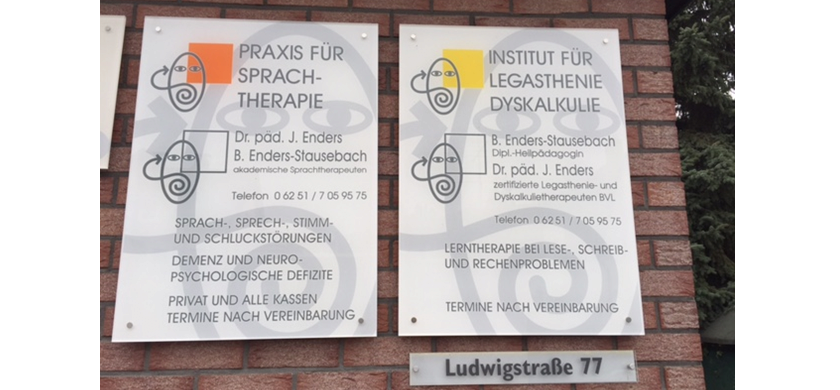 PRAXIS FÜR
SPRACH-
THERAPIE
Dr. päd. J. Enders
B. Enders-Stausebach
akademische Sprachtherapeuten
Telefon 0 62 51 / 7 05 95 75
SPRACH-, SPRECH-, STIMM-
UND SCHLUCKSTÖRUNGEN
DEMENZ UND NEURO-
PSYCHOLOGISCHE DEFIZITE
PRIVAT UND ALLE KASSEN
TERMINE NACH VEREINBARUNG
INSTITUT FÜR
LEGASTHENIE
DYSKALKULIE
B. Enders-Stausebach
Dipl.-Heilpädagogin
Dr. päd. J. Enders
zertifizierte Legasthenie- und
Dyskalkulietherapeuten BVL
Telefon 0 62 51 / 7 05 95 75
LERNTHERAPIE BEI LESE-, SCHREIB-
UND RECHENPROBLEMEN
TERMINE NACH VEREINBARUNG
Ludwigstraße 77